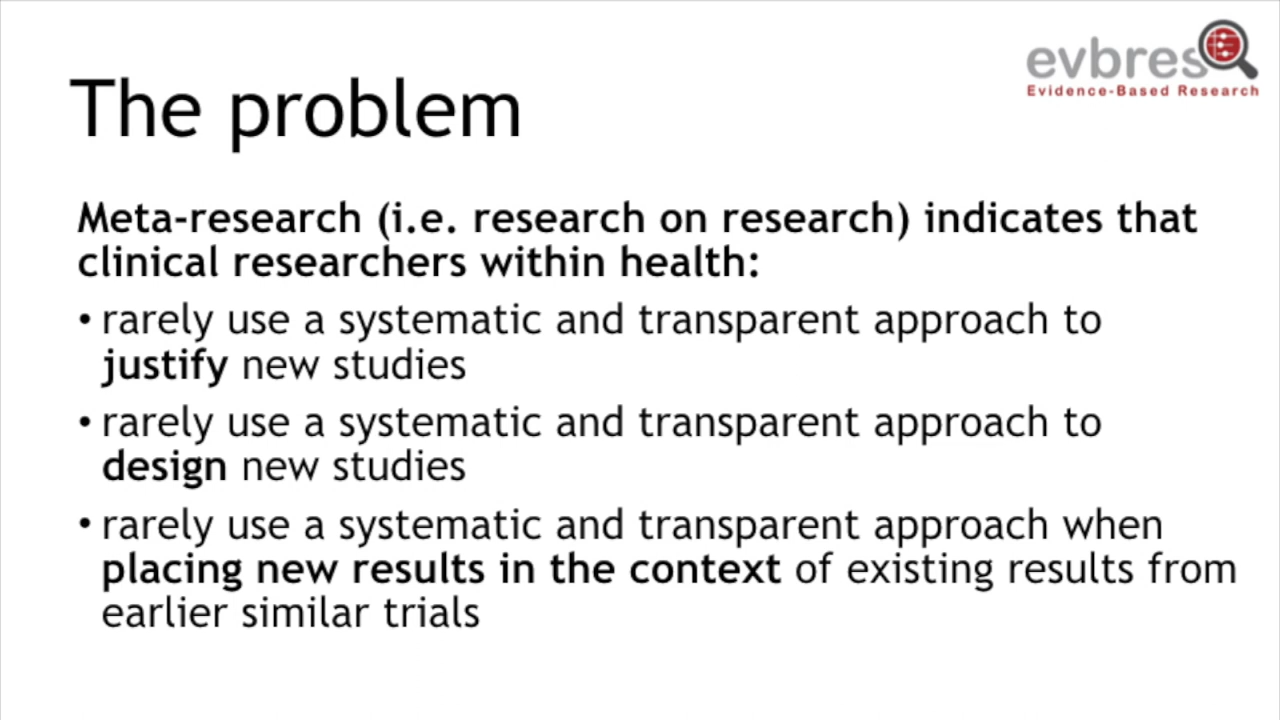 evbres
Evidence-Based Research
The problem
Meta-research (i.e. research on research) indicates that
clinical researchers within health:
• rarely use a systematic and transparent approach to
justify new studies
• rarely use a systematic and transparent approach to
design new studies
• rarely use a systematic and transparent approach when
placing new results in the context of existing results from
earlier similar trials